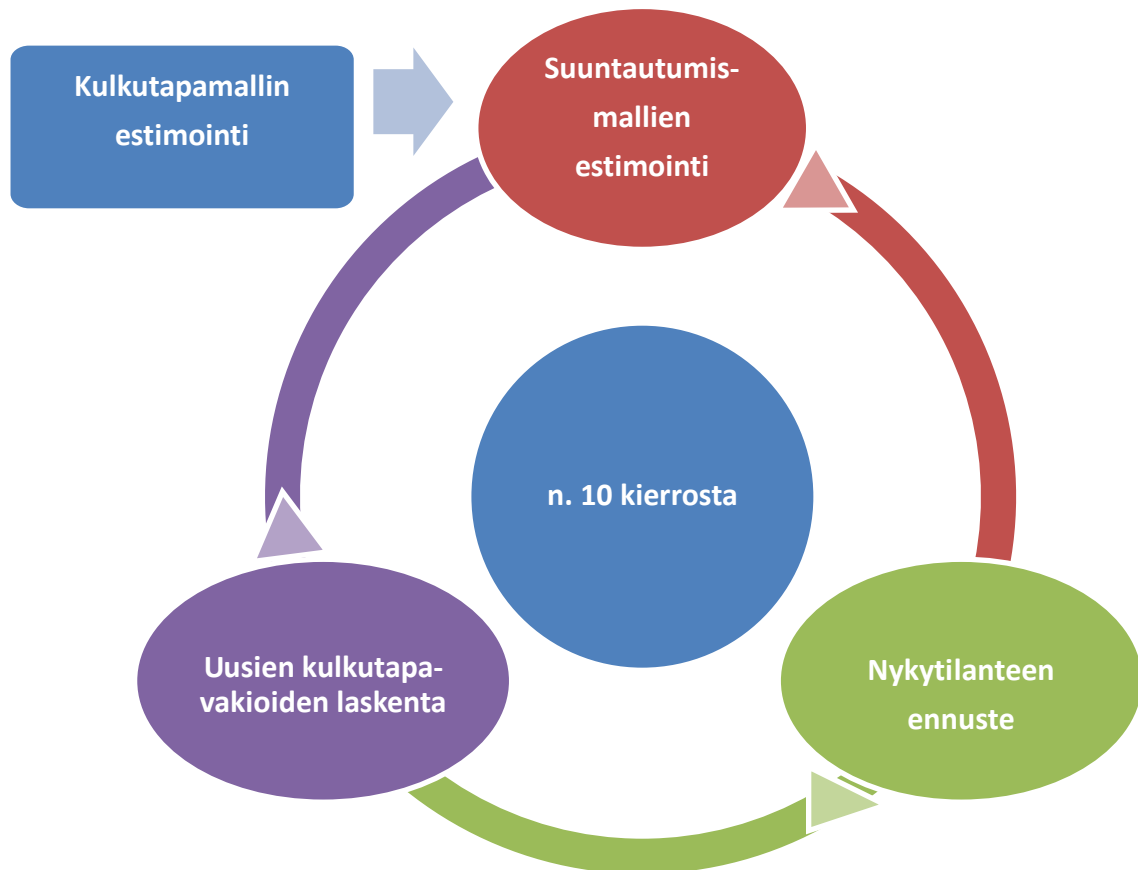 Kulkutapamallin
estimointi
Suuntautumis-
mallien
estimointi
n. 10 kierrosta
Uusien kulkutapa-
vakioiden laskenta
Nykytilanteen
ennuste